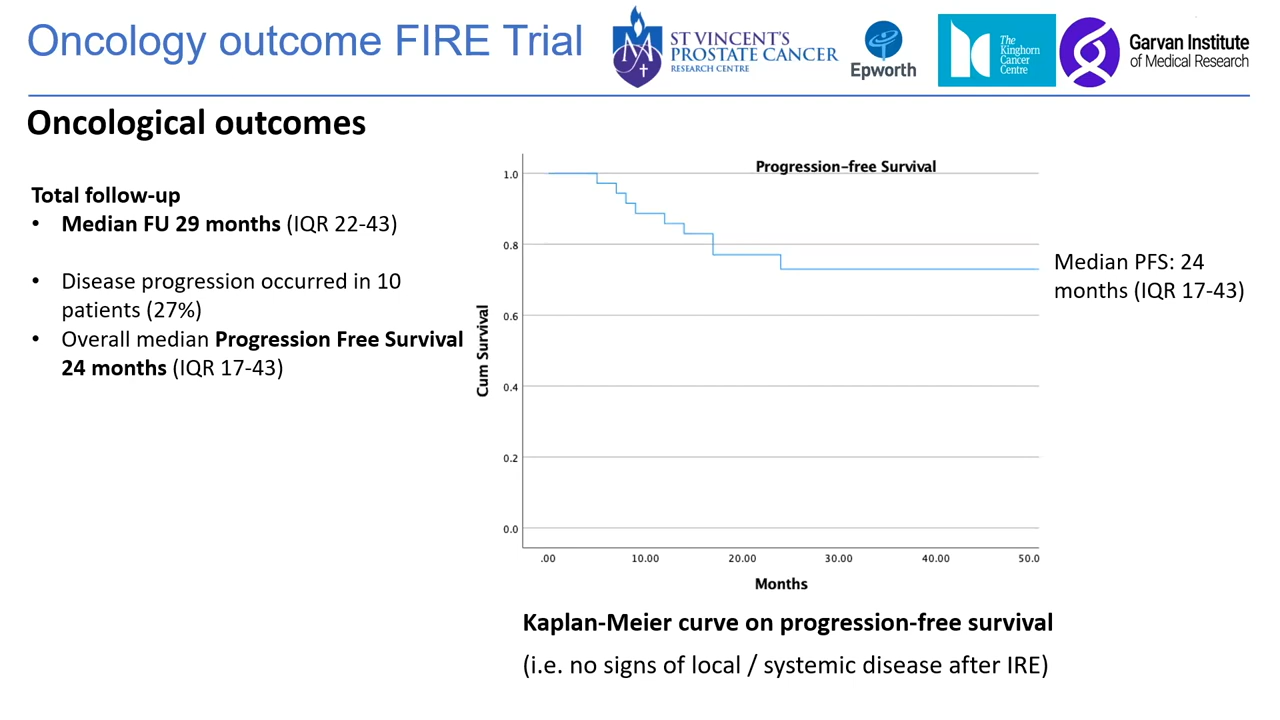 Oncology outcome FIRE Trial
ST VINCENT'S
PROSTATE CANCER
RESEARCH CENTRE
Epworth
The
Kinghorn
Cancer
Centre
Garvan Institute
of Medical Research
Oncological outcomes
Total follow-up
• Median FU 29 months (IQR 22-43)
• Disease progression occurred in 10
patients (27%)
• Overall median Progression Free Survival
24 months (IQR 17-43)
Progression-free Survival
Cum Survival
1.0
0.8
0.6
0.4
0.2
0.0
.00 10.00 20.00 30.00 40.00 50.0
Months
Median PFS: 24
months (IQR 17-43)
Kaplan-Meier curve on progression-free survival
(i.e. no signs of local / systemic disease after IRE)